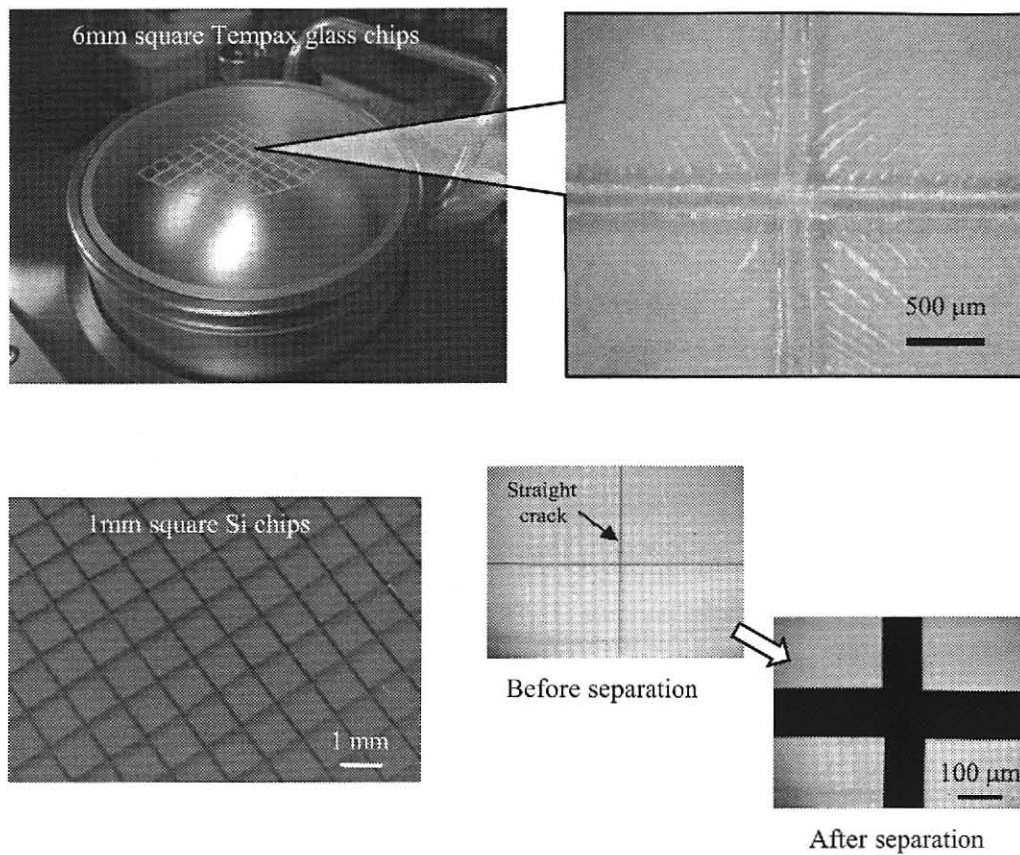 6mm square Tempax glass chips
500 μm
1mm square Si chips
1 mm
Straight
crack
Before separation
100 μm
After separation